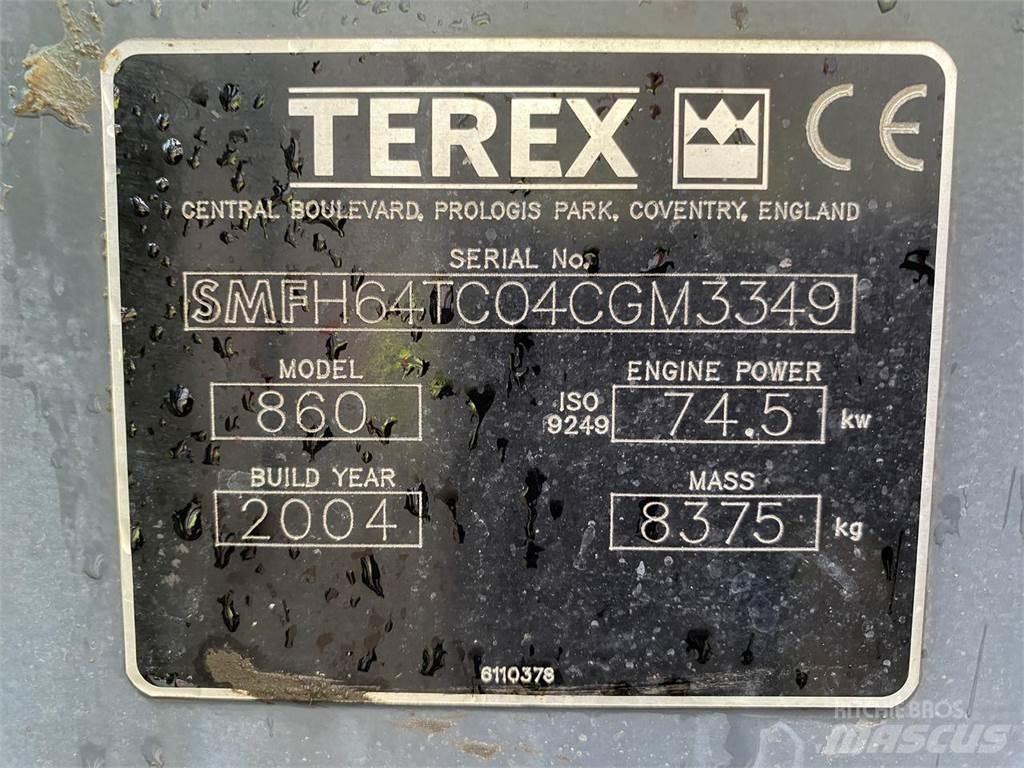 TEREX CE
CENTRAL BOULEVARD, PROLOGIS PARK, COVENTRY, ENGLAND
SERIAL No.
SMFH64TC04CGM3349
MODEL
860
ENGINE POWER
ISO 9249 74.5 kw
BUILD YEAR
2004
MASS
8375 kg
6110378
RITCHIE BROS.
MASCUS